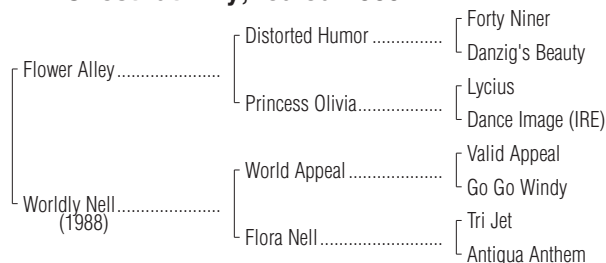 Forty Niner
Distorted Humor
Danzig's Beauty
Flower Alley
Lycius
Princess Olivia
Dance Image (IRE)
Valid Appeal
World Appeal
Go Go Windy
Worldly Nell
(1988)
Tri Jet
Flora Nell
Antigua Anthem